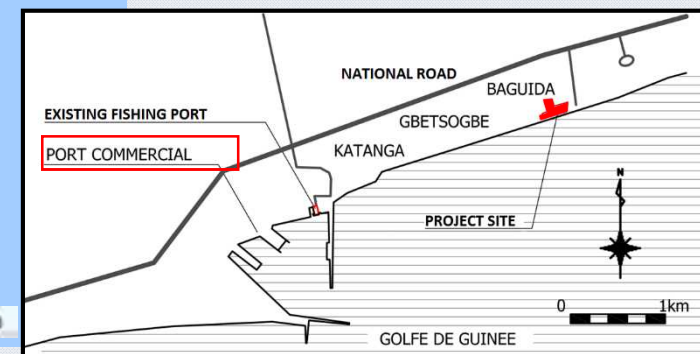 NATIONAL ROAD
BAGUIDA
EXISTING FISHING PORT
GBETSOGBE
PORT COMMERCIAL
KATANGA
N
PROJECT SITE
0 1km
GOLFE DE GUINEE